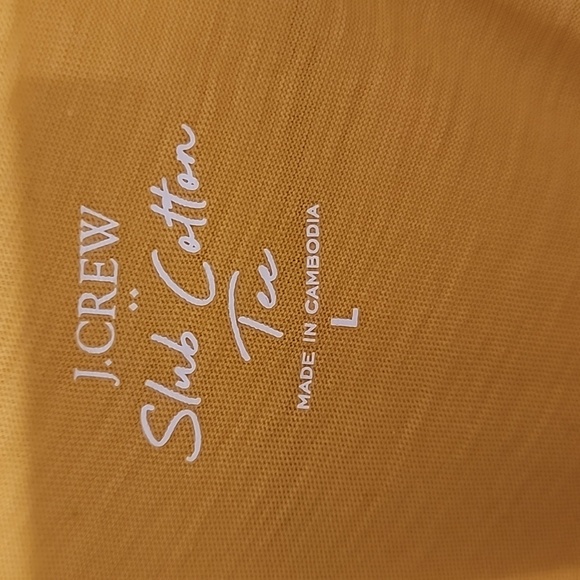 J.CREW
Slub Cotton
Tee
MADE IN CAMBODIA
L